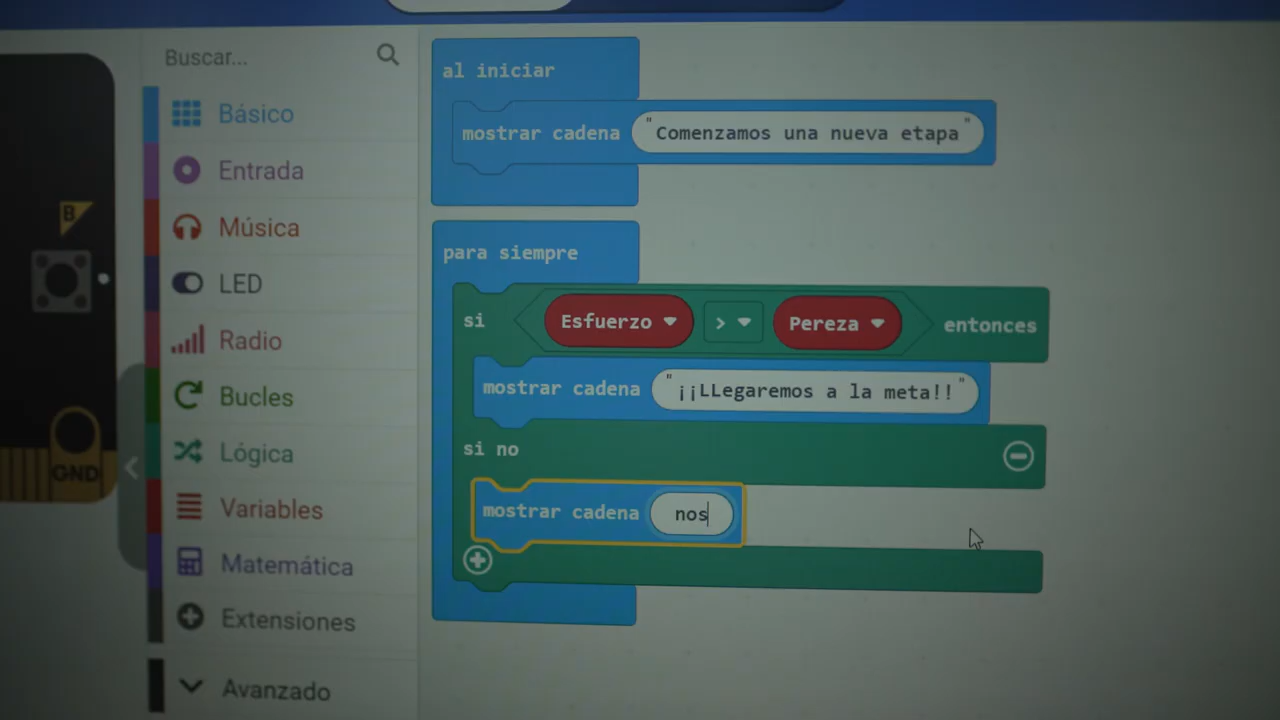 Buscar...
Básico
Entrada
Música
LED
Radio
Bucles
Lógica
Variables
Matemática
Extensiones
Avanzado
B
GND
al iniciar
mostrar cadena "Comenzamos una nueva etapa"
para siempre
si Esfuerzo > Pereza entonces
mostrar cadena "¡¡LLegaremos a la meta!!"
si no
mostrar cadena nos